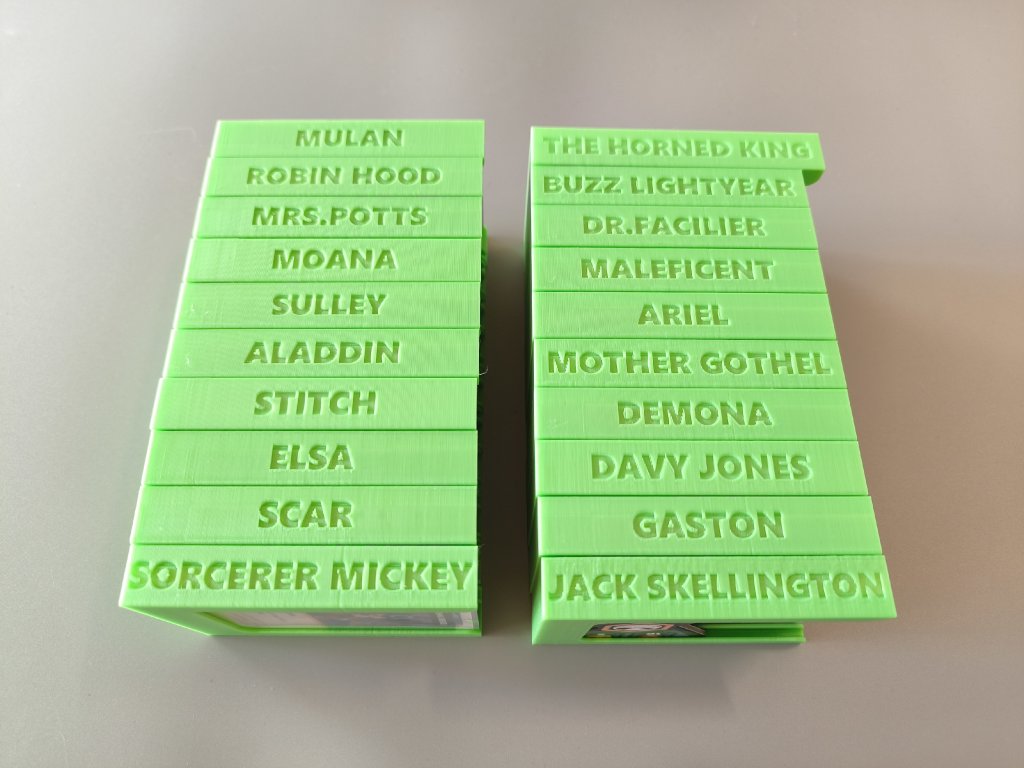 MULAN
ROBIN HOOD
MRS.POTTS
MOANA
SULLEY
ALADDIN
STITCH
ELSA
SCAR
SORCERER MICKEY
THE HORNED KING
BUZZ LIGHTYEAR
DR.FACILIER
MALEFICENT
ARIEL
MOTHER GOTHEL
DEMONA
DAVY JONES
GASTON
JACK SKELLINGTON